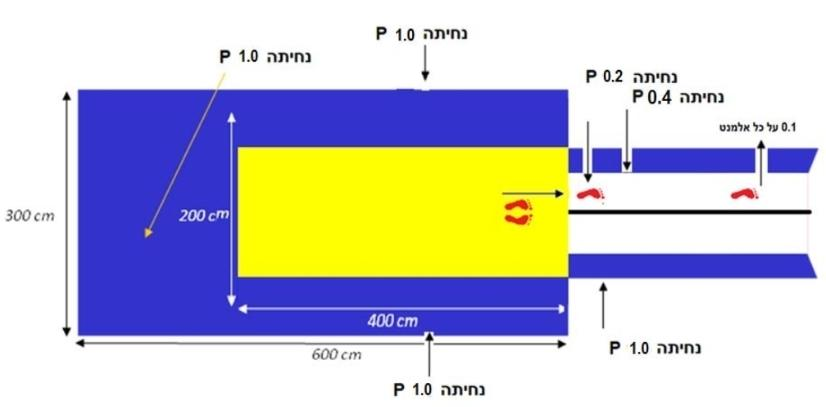 נחיתה P 1.0
נחיתה P 1.0
נחיתה P 0.2
נחיתה P 0.4
0.1 על כל אלמנט
300 cm
200 cm
400 cm
600 cm
נחיתה P 1.0
נחיתה P 1.0